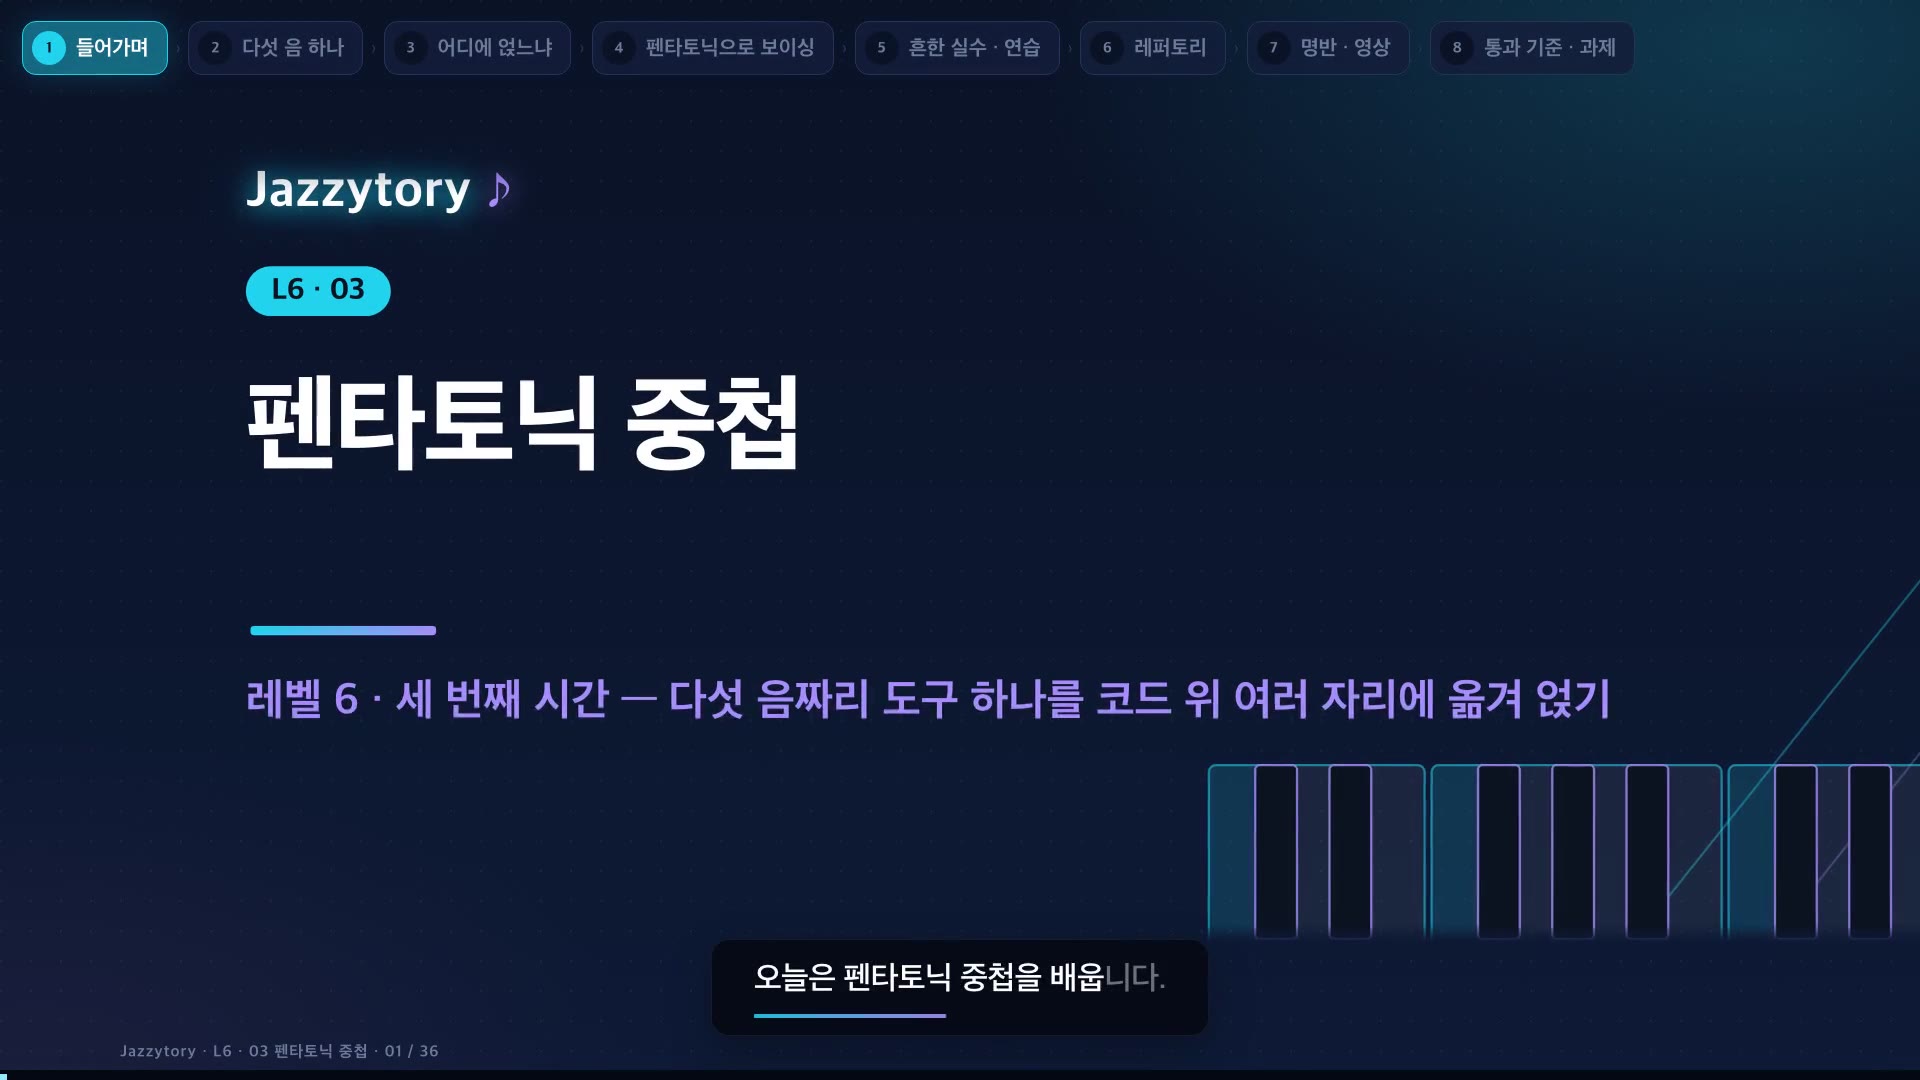 1 들어가며 › 2 다섯 음 하나 › 3 어디에 얹느냐 › 4 펜타토닉으로 보이싱 › 5 흔한 실수 · 연습 › 6 레퍼토리 › 7 명반 · 영상 › 8 통과 기준 · 과제
Jazzytory ♪
L6 · 03
펜타토닉 중첩
레벨 6 · 세 번째 시간 — 다섯 음짜리 도구 하나를 코드 위 여러 자리에 옮겨 얹기
오늘은 펜타토닉 중첩을 배웁니다.
Jazzytory · L6 · 03 펜타토닉 중첩 · 01 / 36